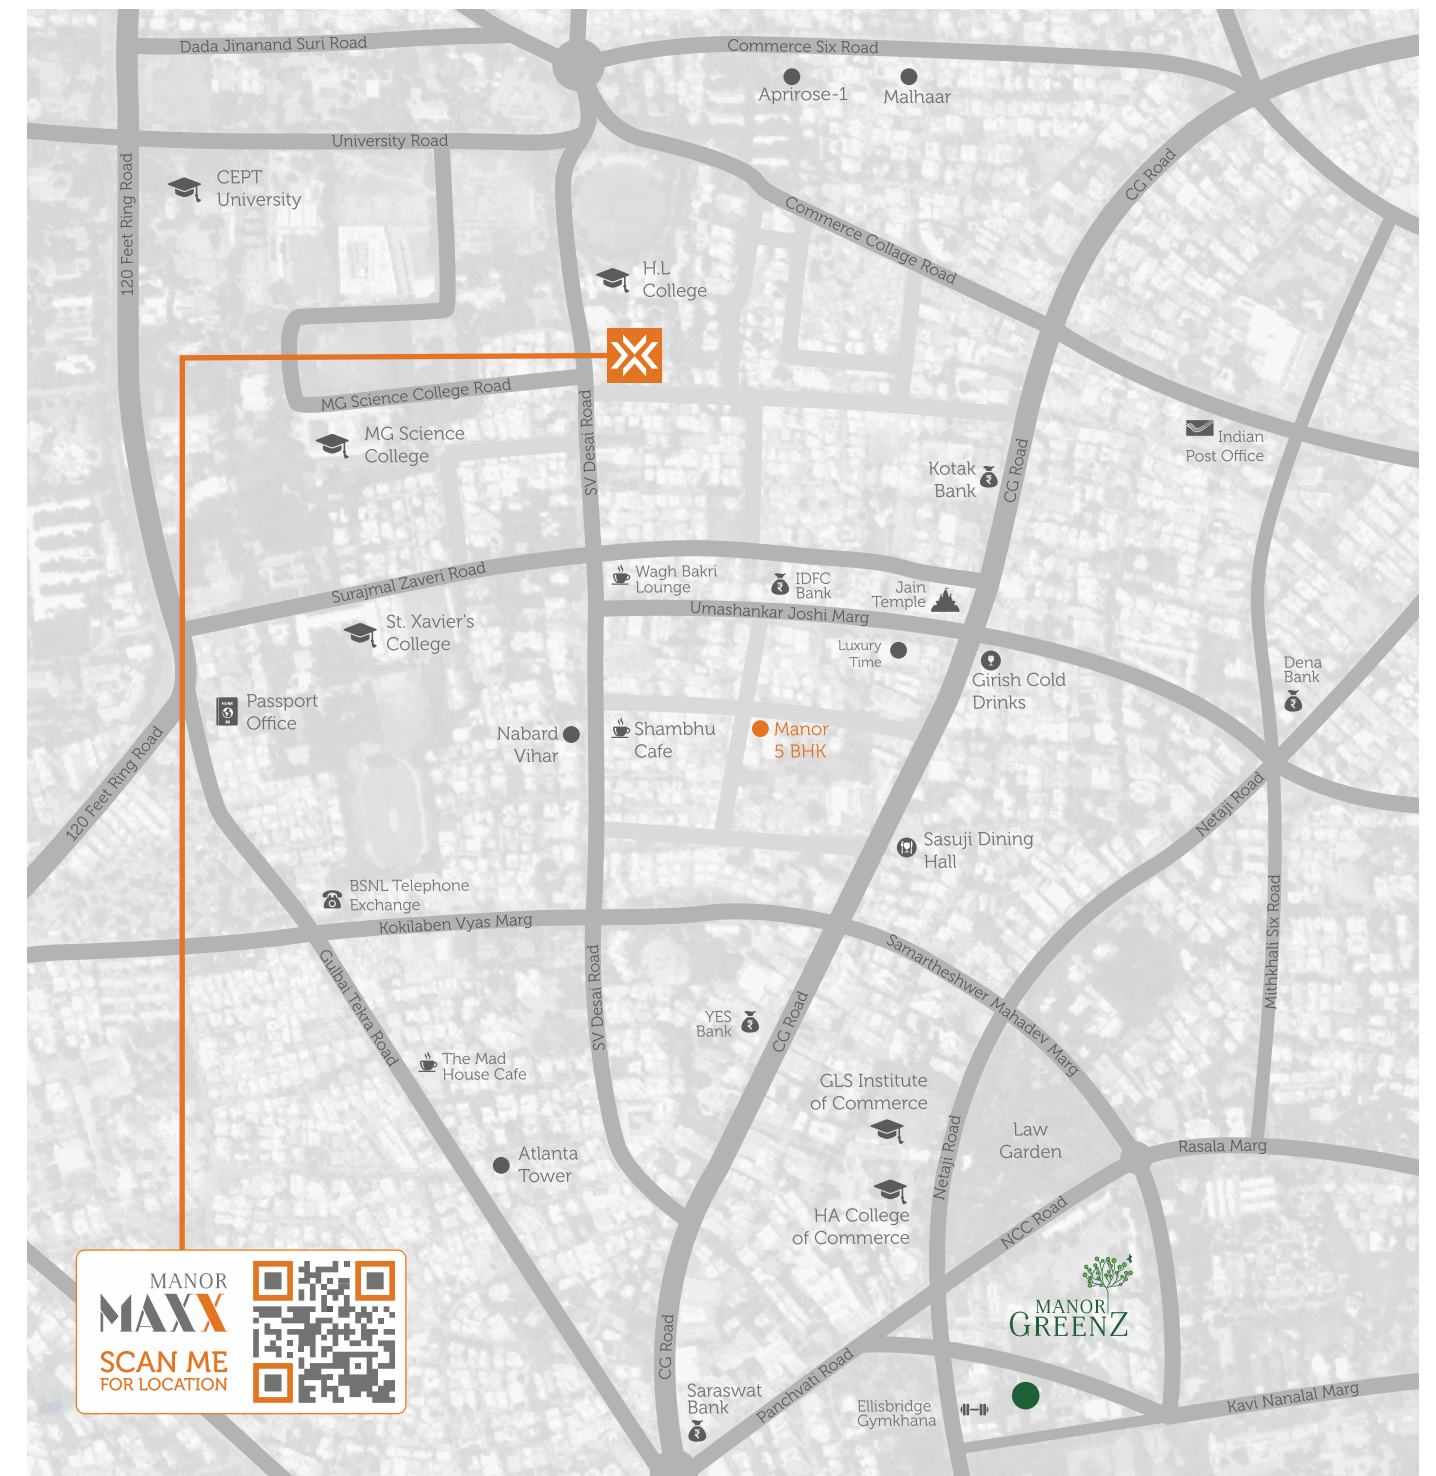 Dada Jinanand Suri Road
Commerce Six Road
Aprirose-1
Malhaar
University Road
CEPT
University
120 Feet Ring Road
CG Road
Commerce Collage Road
H.L
College
MG Science College Road
MG Science
College
SV Desai Road
Kotak
Bank
CG Road
Indian
Post Office
Surajmal Zaveri Road
Wagh Bakri
Lounge
IDFC
Bank
Jain
Temple
Umashankar Joshi Marg
St. Xavier's
College
Luxury
Time
Girish Cold
Drinks
Dena
Bank
Passport
Office
Nabard
Vihar
Shambhu
Cafe
Manor
5 BHK
120 Feet Ring Road
Netaji Road
Sasuji Dining
Hall
BSNL Telephone
Exchange
Kokilaben Vyas Marg
Mithkhali Six Road
Samartheshwer Mahadev Marg
Gulbai Tekra Road
SV Desai Road
YES
Bank
CG Road
The Mad
House Cafe
GLS Institute
of Commerce
Law
Garden
Netaji Road
Rasala Marg
Atlanta
Tower
HA College
of Commerce
NCC Road
MANOR
MAXX
SCAN ME
FOR LOCATION
MANOR
GREENZ
CG Road
Saraswat
Bank
Panchvati Road
Ellisbridge
Gymkhana
Kavi Nanalal Marg